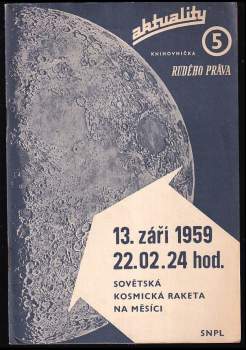 aktuality
KNIHOVNIČKA
5
RUDÉHO PRÁVA
13. září 1959
22.02.24 hod.
SOVĚTSKÁ
KOSMICKÁ RAKETA
NA MĚSÍCI
SNPL